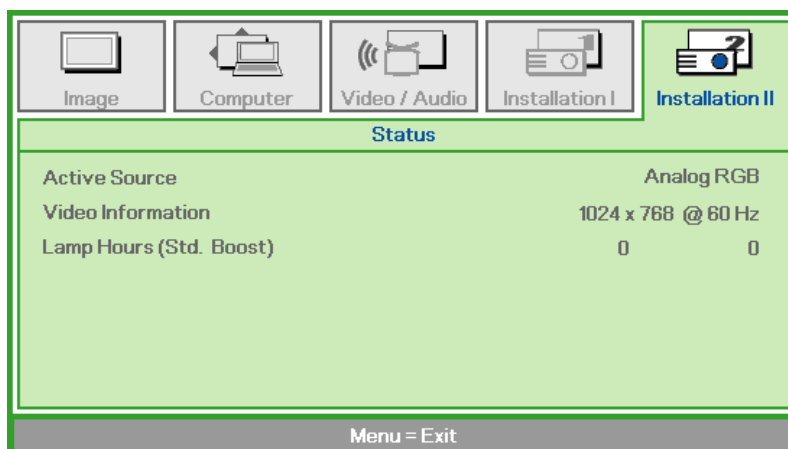 Image Computer Video / Audio Installation I Installation II
Status
Active Source Analog RGB
Video Information 1024 x 768 @ 60 Hz
Lamp Hours (Std. Boost) 0 0
Menu = Exit